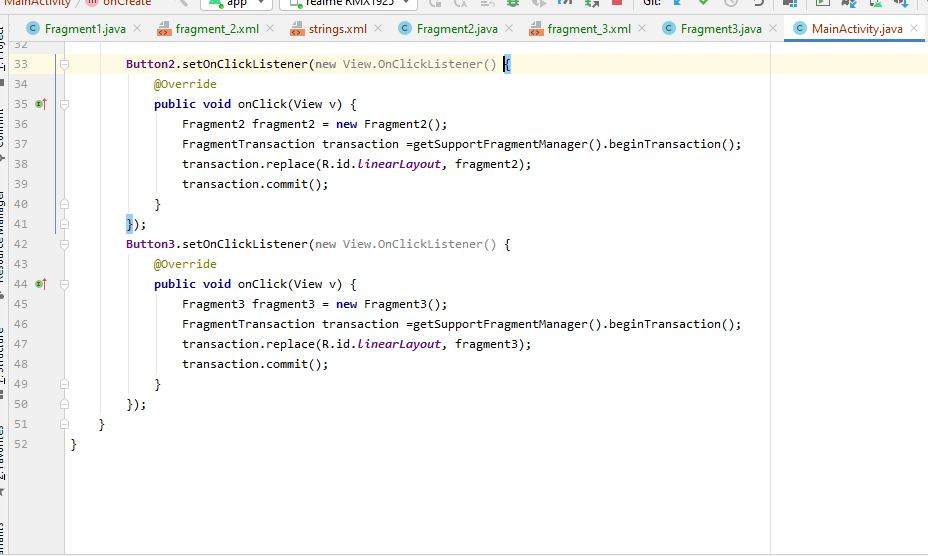 MainActivity
onCreate
app
realme RMX1925
Git:
Fragment1.java
fragment_2.xml
strings.xml
Fragment2.java
fragment_3.xml
Fragment3.java
MainActivity.java
32
33 Button2.setOnClickListener(new View.OnClickListener() {
34 @Override
35 public void onClick(View v) {
36 Fragment2 fragment2 = new Fragment2();
37 FragmentTransaction transaction =getSupportFragmentManager().beginTransaction();
38 transaction.replace(R.id.linearLayout, fragment2);
39 transaction.commit();
40 }
41 });
42 Button3.setOnClickListener(new View.OnClickListener() {
43 @Override
44 public void onClick(View v) {
45 Fragment3 fragment3 = new Fragment3();
46 FragmentTransaction transaction =getSupportFragmentManager().beginTransaction();
47 transaction.replace(R.id.linearLayout, fragment3);
48 transaction.commit();
49 }
50 });
51 }
52 }
Project
Commit
Resource Manager
Structure
Favorites